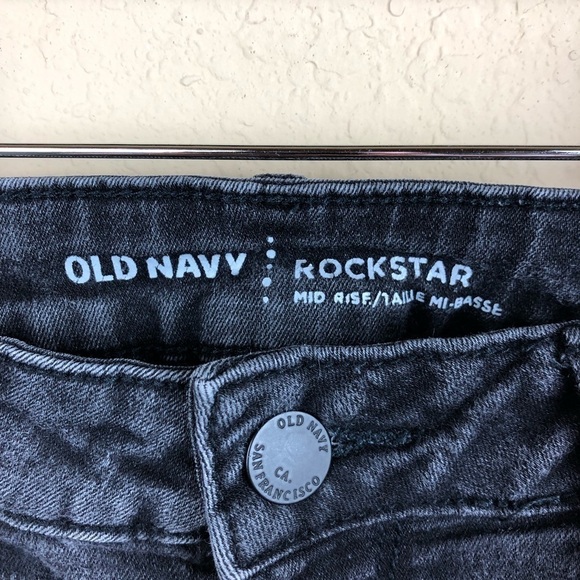 OLD NAVY
ROCKSTAR
MID RISE/TAILLE MI-BASSE
OLD NAVY
CA.
SAN FRANCISCO